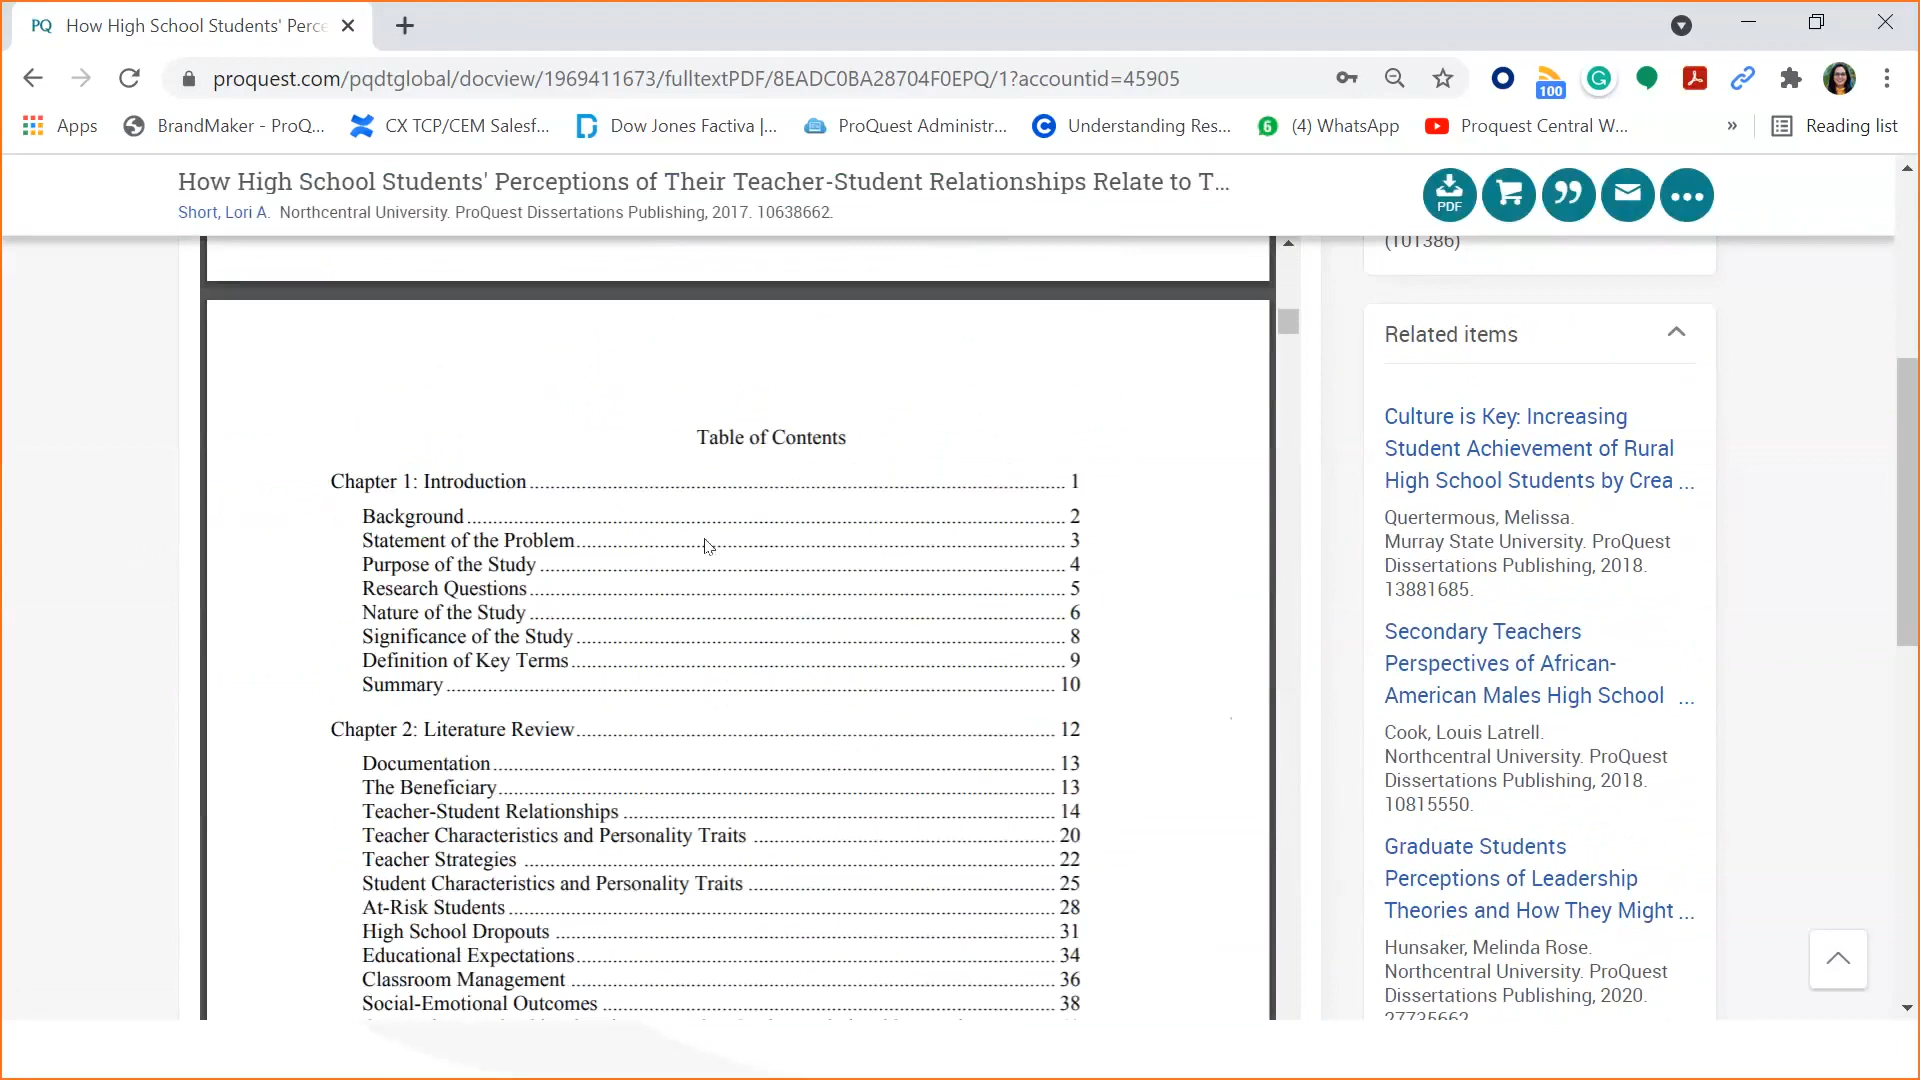 PQ How High School Students' Perce
proquest.com/pqdtglobal/docview/1969411673/fulltextPDF/8EADC0BA28704F0EPQ/1?accountid=45905
100
Apps BrandMaker - ProQ... CX TCP/CEM Salesf... Dow Jones Factiva |... ProQuest Administr... Understanding Res... 6 (4) WhatsApp Proquest Central W... » Reading list
How High School Students' Perceptions of Their Teacher-Student Relationships Relate to T...
Short, Lori A. Northcentral University. ProQuest Dissertations Publishing, 2017. 10638662.
PDF
Table of Contents
Chapter 1: Introduction 1
Background 2
Statement of the Problem 3
Purpose of the Study 4
Research Questions 5
Nature of the Study 6
Significance of the Study 8
Definition of Key Terms 9
Summary 10
Chapter 2: Literature Review 12
Documentation 13
The Beneficiary 13
Teacher-Student Relationships 14
Teacher Characteristics and Personality Traits 20
Teacher Strategies 22
Student Characteristics and Personality Traits 25
At-Risk Students 28
High School Dropouts 31
Educational Expectations 34
Classroom Management 36
Social-Emotional Outcomes 38
(101386)
Related items
Culture is Key: Increasing
Student Achievement of Rural
High School Students by Crea ...
Quertermous, Melissa.
Murray State University. ProQuest
Dissertations Publishing, 2018.
13881685.
Secondary Teachers
Perspectives of African-
American Males High School ...
Cook, Louis Latrell.
Northcentral University. ProQuest
Dissertations Publishing, 2018.
10815550.
Graduate Students
Perceptions of Leadership
Theories and How They Might ...
Hunsaker, Melinda Rose.
Northcentral University. ProQuest
Dissertations Publishing, 2020.
27735662